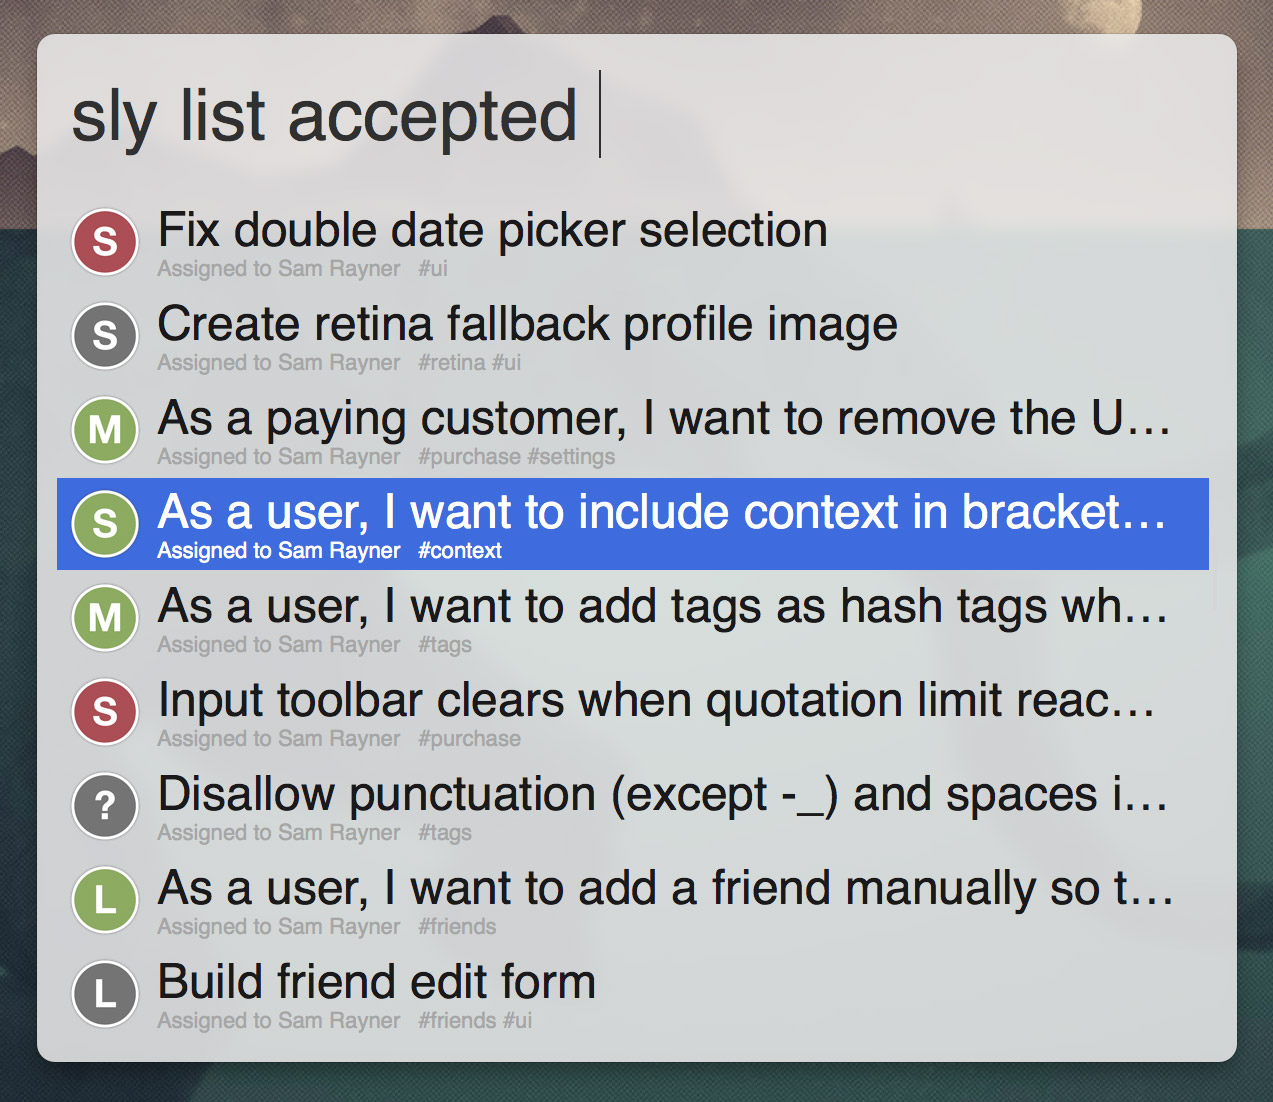 sly list accepted
S
Fix double date picker selection
Assigned to Sam Rayner #ui
S
Create retina fallback profile image
Assigned to Sam Rayner #retina #ui
M
As a paying customer, I want to remove the U…
Assigned to Sam Rayner #purchase #settings
S
As a user, I want to include context in bracket…
Assigned to Sam Rayner #context
M
As a user, I want to add tags as hash tags wh…
Assigned to Sam Rayner #tags
S
Input toolbar clears when quotation limit reac…
Assigned to Sam Rayner #purchase
?
Disallow punctuation (except -_) and spaces i…
Assigned to Sam Rayner #tags
L
As a user, I want to add a friend manually so t…
Assigned to Sam Rayner #friends
L
Build friend edit form
Assigned to Sam Rayner #friends #ui